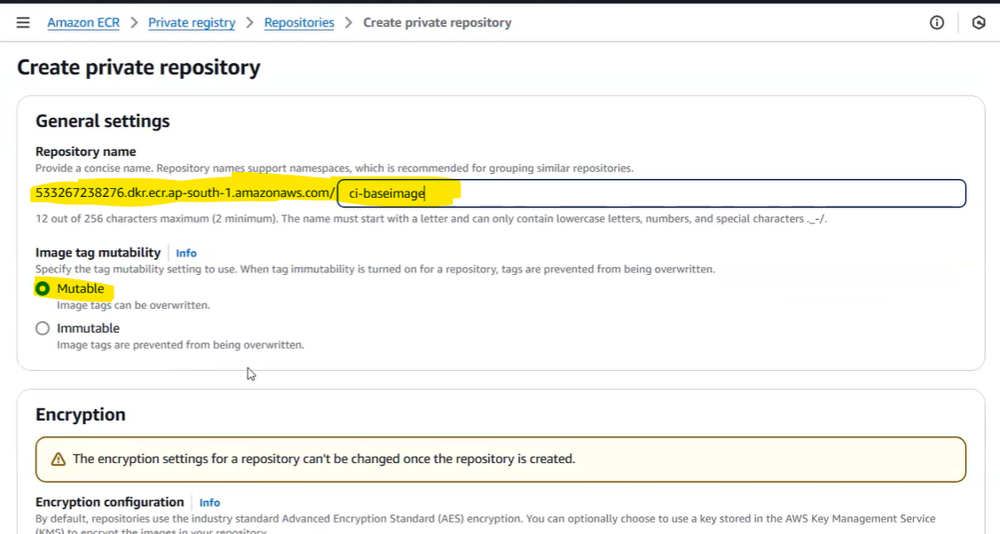 Amazon ECR > Private registry > Repositories > Create private repository
Create private repository
General settings
Repository name
Provide a concise name. Repository names support namespaces, which is recommended for grouping similar repositories.
533267238276.dkr.ecr.ap-south-1.amazonaws.com/ ci-baseimage
12 out of 256 characters maximum (2 minimum). The name must start with a letter and can only contain lowercase letters, numbers, and special characters ._-/.
Image tag mutability Info
Specify the tag mutability setting to use. When tag immutability is turned on for a repository, tags are prevented from being overwritten.
Mutable
Image tags can be overwritten.
Immutable
Image tags are prevented from being overwritten.
Encryption
The encryption settings for a repository can't be changed once the repository is created.
Encryption configuration Info
By default, repositories use the industry standard Advanced Encryption Standard (AES) encryption. You can optionally choose to use a key stored in the AWS Key Management Service
(KMS) to encrypt the images in your repository.